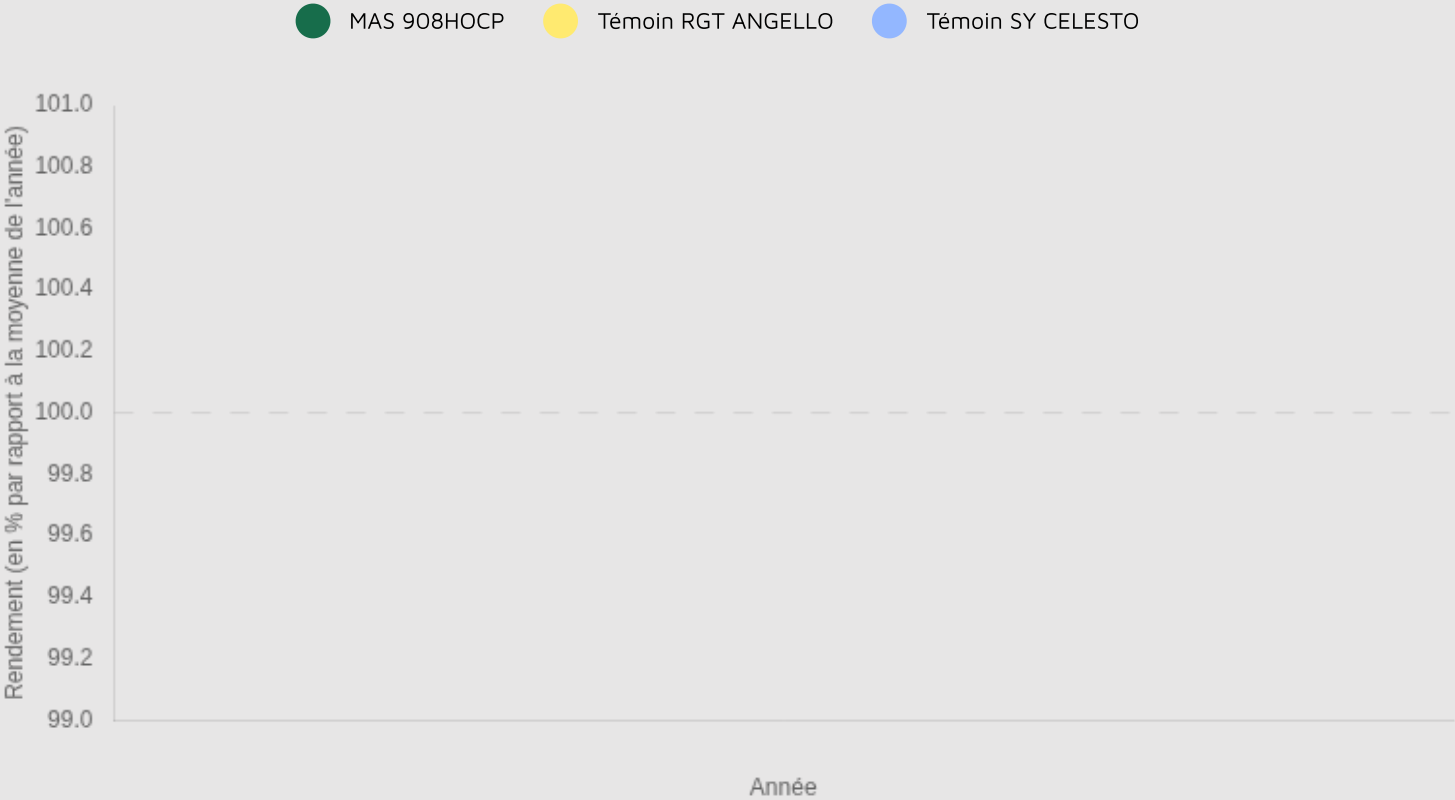 MAS 908HOCP
Témoin RGT ANGELLO
Témoin SY CELESTO
Rendement (en % par rapport à la moyenne de l'année)
101.0
100.8
100.6
100.4
100.2
100.0
99.8
99.6
99.4
99.2
99.0
Année